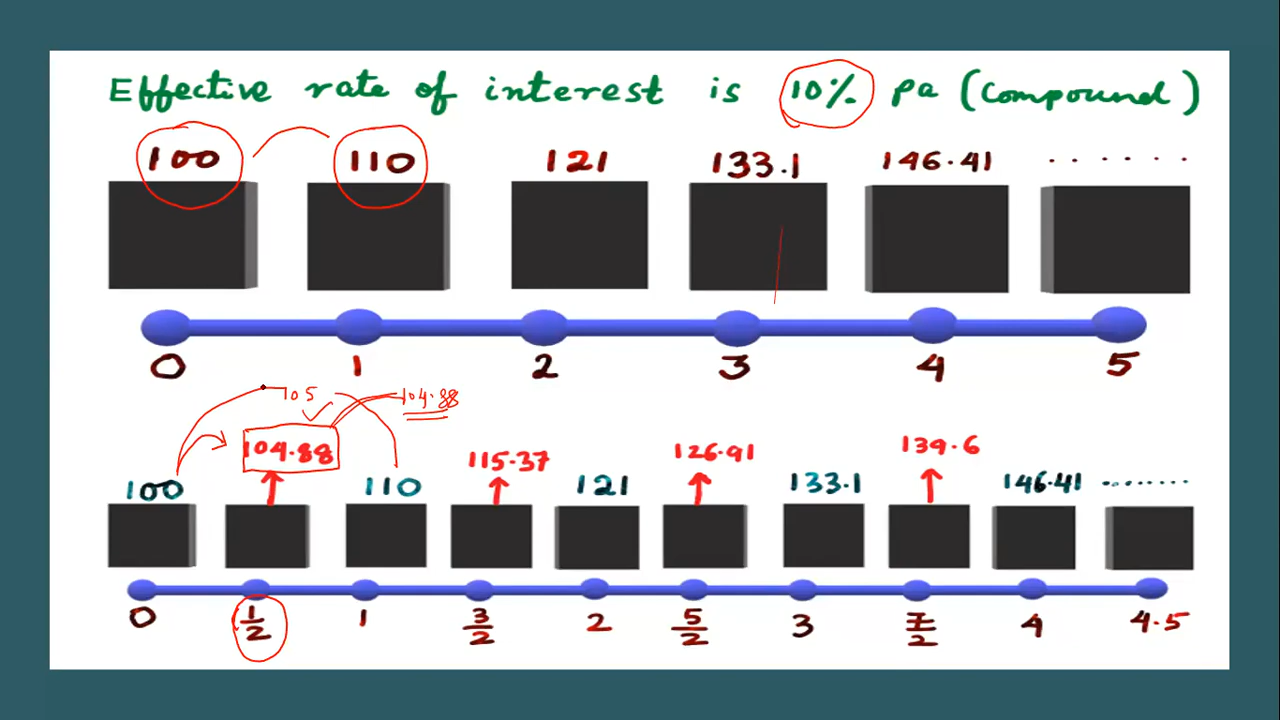 Effective rate of interest is 10% pa (compound)
100 110 121 133.1 146.41 .......
0 1 2 3 4 5
105 104.88
104.88 115.37 126.91 139.6
100 110 121 133.1 146.41 .......
0 1/2 1 3/2 2 5/2 3 7/2 4 4.5